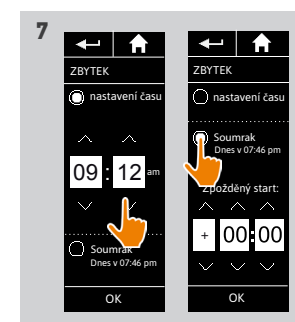 7
ZBYTEK
nastavení času
09 : 12 am
Soumrak
Dnes v 07:46 pm
OK
ZBYTEK
nastavení času
Soumrak
Dnes v 07:46 pm
Zpožděný start:
+ 00:00
OK